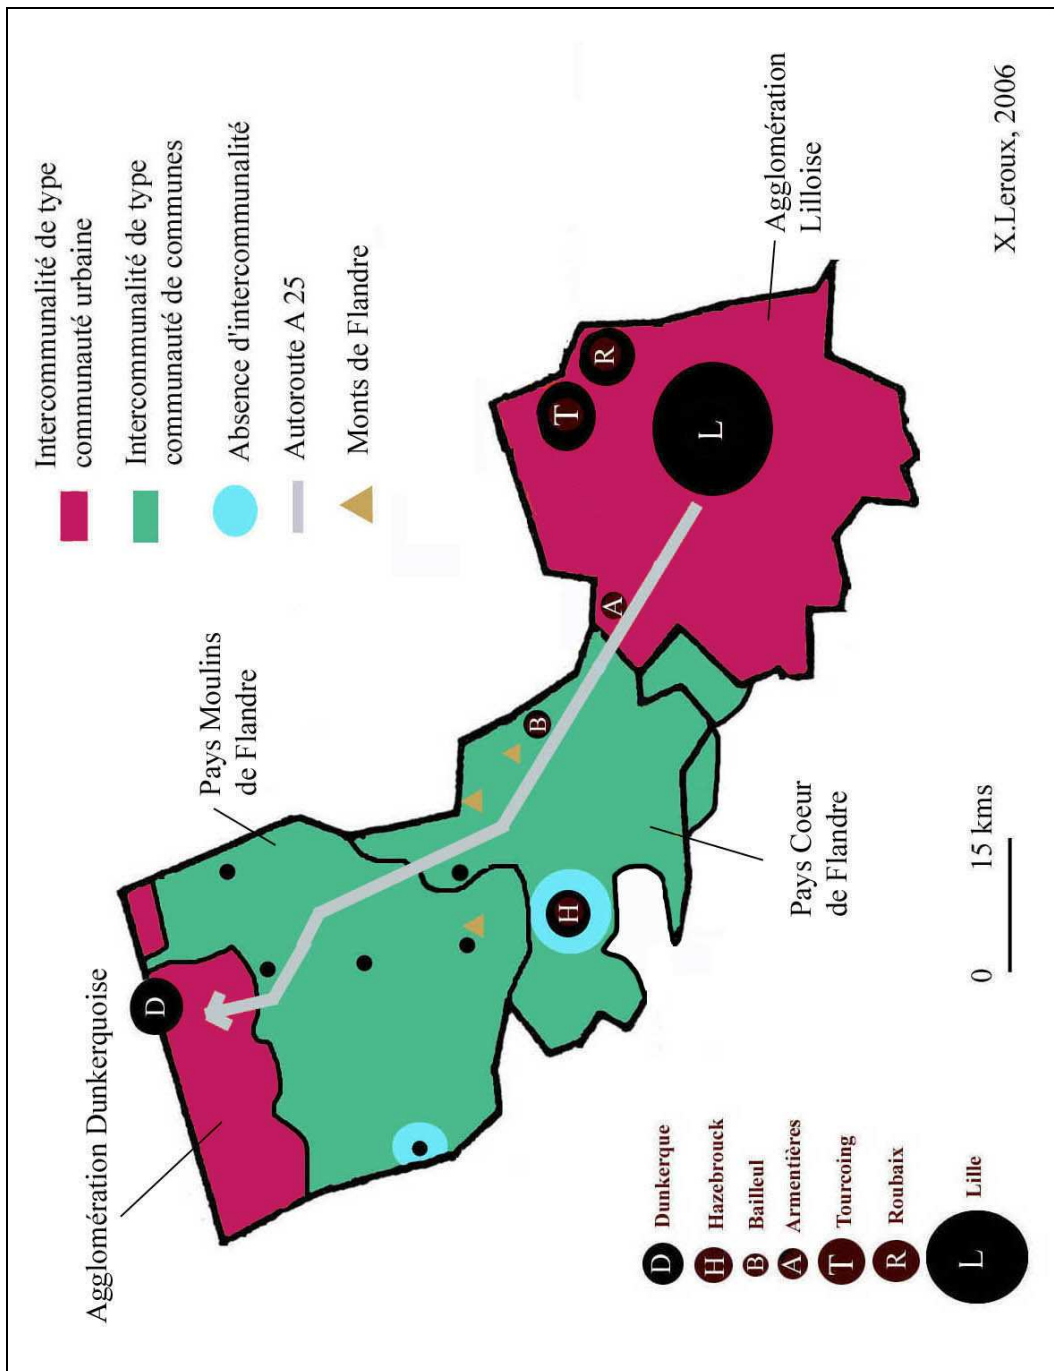 Intercommunalité de type
communauté urbaine
Intercommunalité de type
communauté de communes
Absence d'intercommunalité
Autoroute A 25
Monts de Flandre
Agglomération Dunkerquoise
Pays Moulins
de Flandre
Pays Coeur
de Flandre
Agglomération
Lilloise
D
H
B
A
T
R
L
D Dunkerque
H Hazebrouck
B Bailleul
A Armentières
T Tourcoing
R Roubaix
L Lille
0 15 kms
X.Leroux, 2006